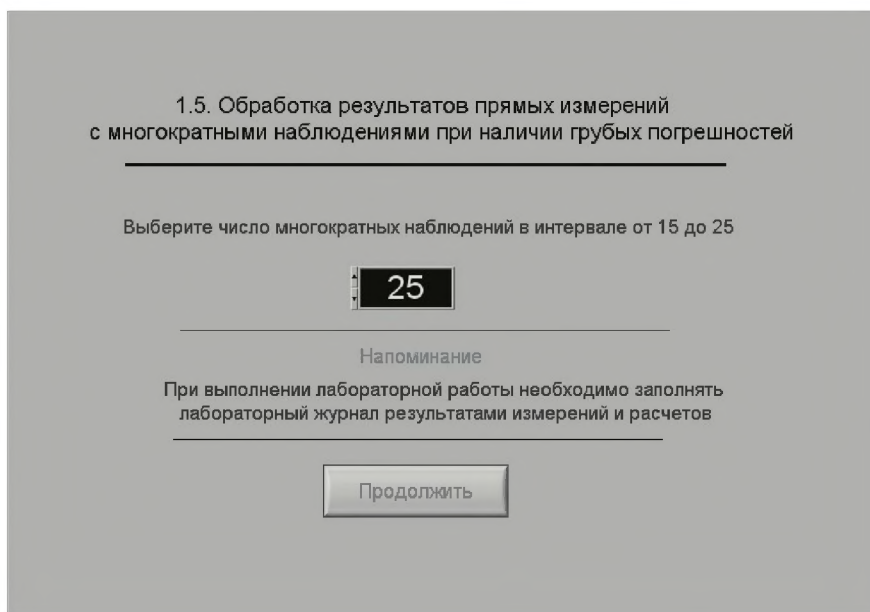 1.5. Обработка результатов прямых измерений
с многократными наблюдениями при наличии грубых погрешностей
Выберите число многократных наблюдений в интервале от 15 до 25
25
Напоминание
При выполнении лабораторной работы необходимо заполнять
лабораторный журнал результатами измерений и расчетов
Продолжить